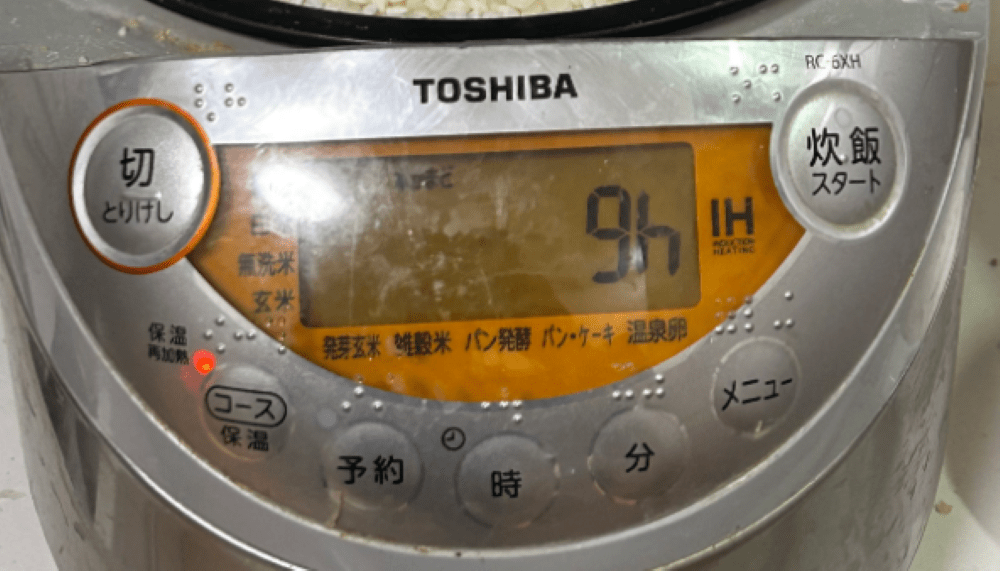 RC-6XH
TOSHIBA
切
とりけし
炊飯
スタート
9h
IH
INDUCTION
HEATING
無洗米
玄米
発芽玄米 雑穀米 パン発酵 パン・ケーキ 温泉卵
保温
再加熱
コース
保温
予約
時
分
メニュー